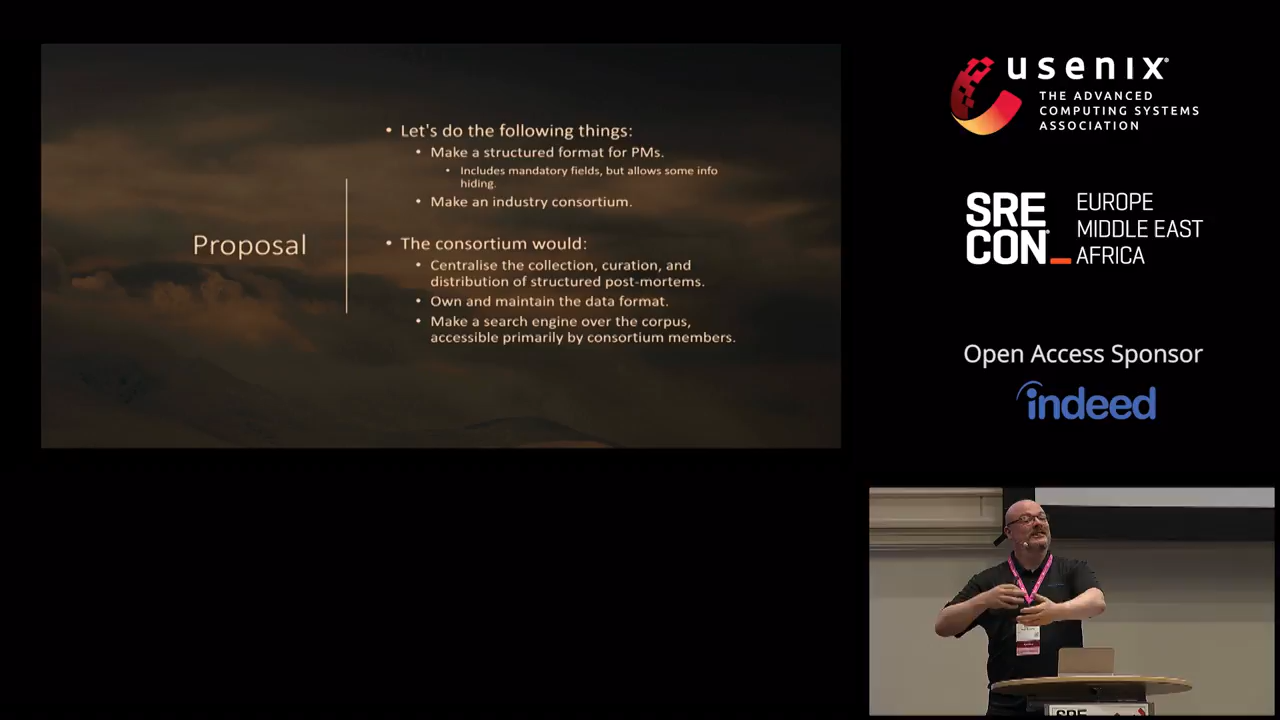 Proposal
• Let's do the following things:
• Make a structured format for PMs.
• Includes mandatory fields, but allows some info
hiding.
• Make an industry consortium.
• The consortium would:
• Centralise the collection, curation, and
distribution of structured post-mortems.
• Own and maintain the data format.
• Make a search engine over the corpus,
accessible primarily by consortium members.
usenix®
THE ADVANCED
COMPUTING SYSTEMS
ASSOCIATION
SRE
CON
EUROPE
MIDDLE EAST
AFRICA
Open Access Sponsor
indeed
SRE